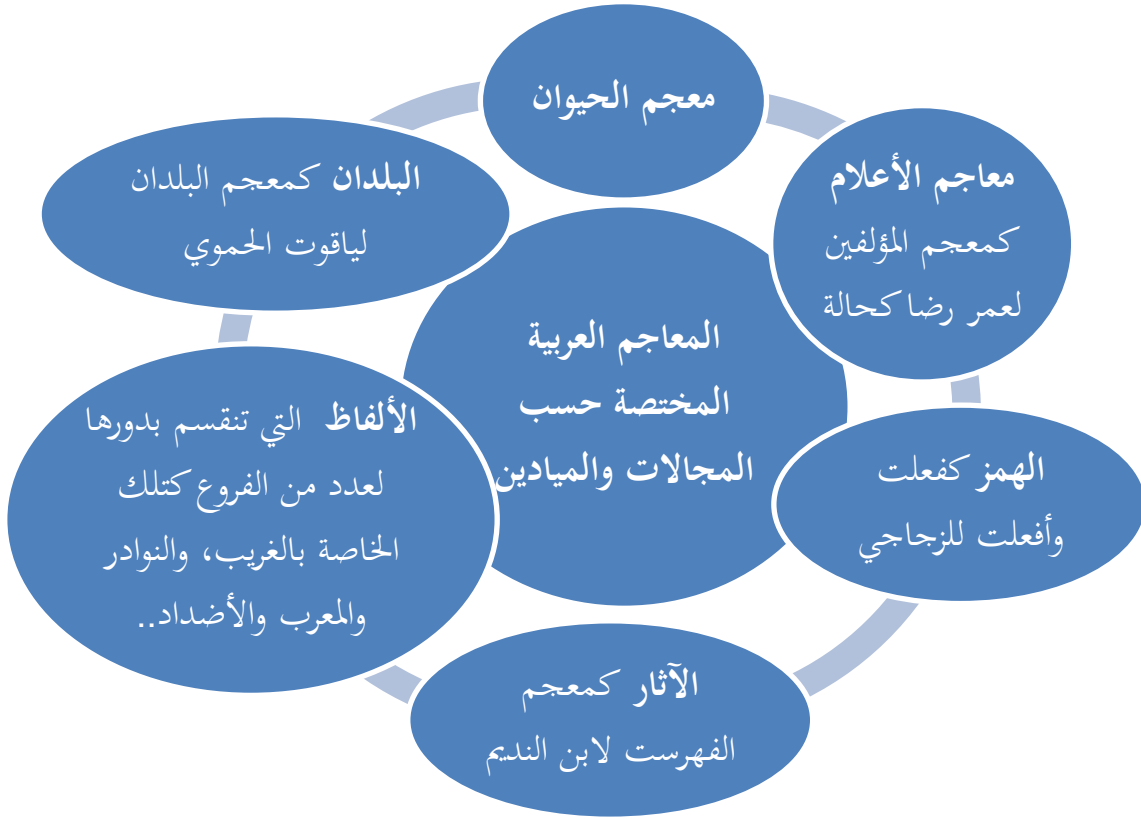 معجم الحيوان
معاجم الأعلام
كمعجم المؤلفين
لعمر رضا كحالة
الهمز كفعلت
وأفعلت للزجاجي
الآثار كمعجم
الفهرست لابن النديم
الألفاظ التي تنقسم بدورها
لعدد من الفروع كتلك
الخاصة بالغريب، والنوادر
والمعرب والأضداد..
البلدان كمعجم البلدان
لياقوت الحموي
المعاجم العربية
المختصة حسب
المجالات والميادين